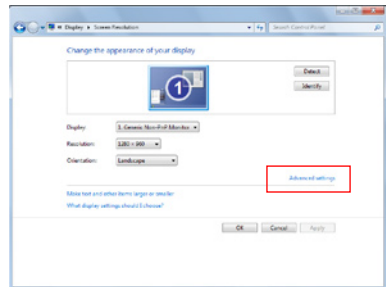 Display ▸ Screen Resolution
Search Control Panel
Change the appearance of your display
1
Detect
Identify
Display:
1. Generic Non-PnP Monitor
Resolution:
Orientation:
Landscape
Advanced settings
Make text and other items larger or smaller
What display settings should I choose?
OK
Cancel
Apply